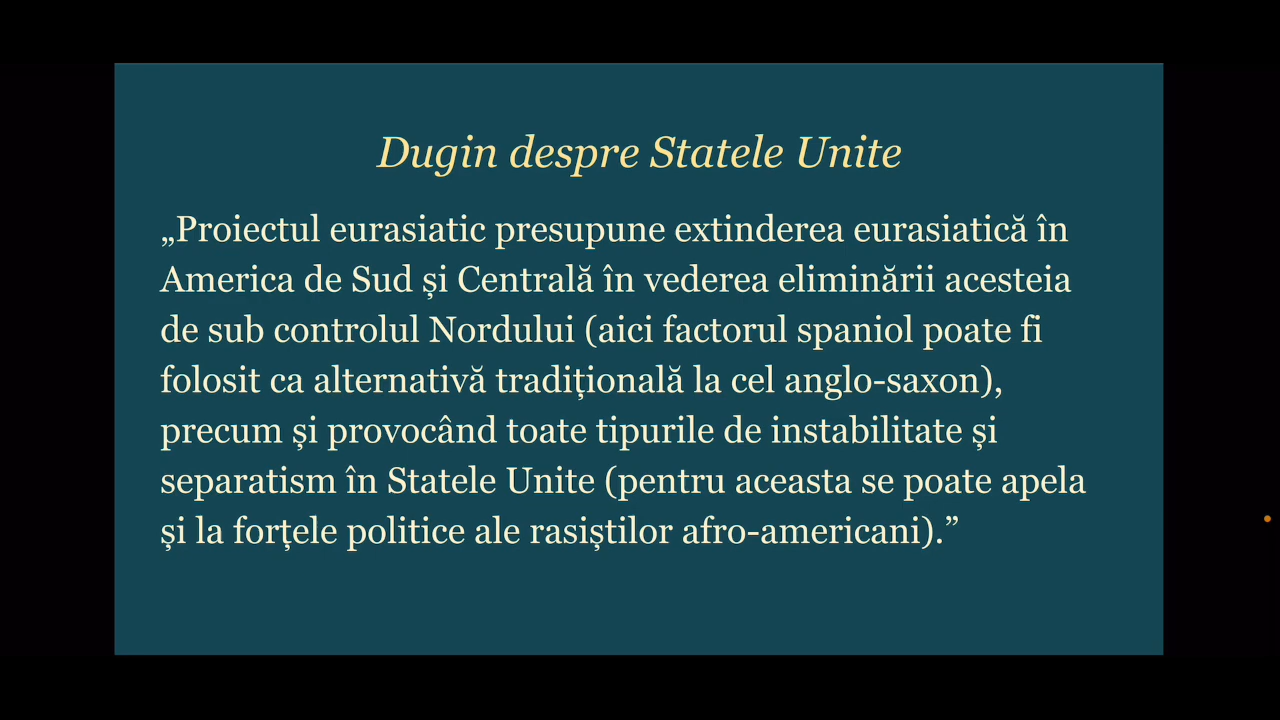 Dugin despre Statele Unite
„Proiectul eurasiatic presupune extinderea eurasiatică în
America de Sud și Centrală în vederea eliminării acesteia
de sub controlul Nordului (aici factorul spaniol poate fi
folosit ca alternativă tradițională la cel anglo-saxon),
precum și provocând toate tipurile de instabilitate și
separatism în Statele Unite (pentru aceasta se poate apela
și la forțele politice ale rasiștilor afro-americani).”